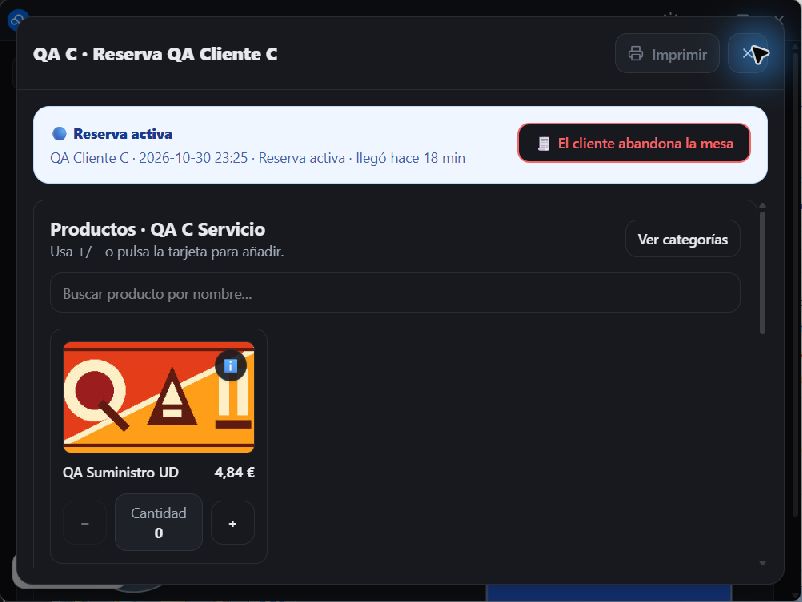 QA C · Reserva QA Cliente C
Imprimir
Reserva activa
QA Cliente C · 2026-10-30 23:25 · Reserva activa · llegó hace 18 min
El cliente abandona la mesa
Productos · QA C Servicio
Ver categorías
Usa +/ o pulsa la tarjeta para añadir.
Buscar producto por nombre...
QA
QA Suministro UD 4,84 €
Cantidad
− 0 +